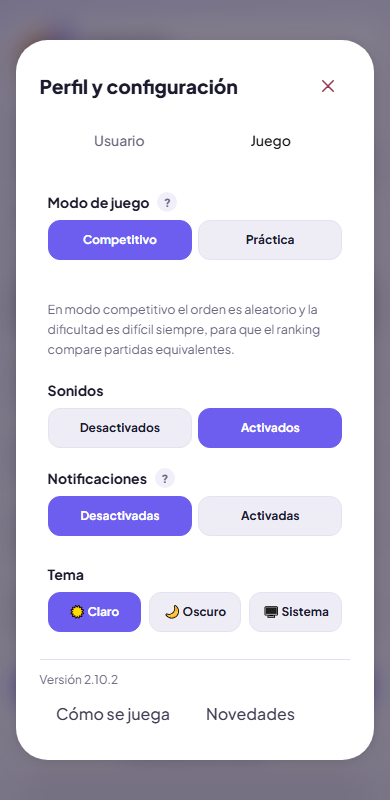 Perfil y configuración
Usuario
Juego
Modo de juego ?
Competitivo
Práctica
En modo competitivo el orden es aleatorio y la
dificultad es difícil siempre, para que el ranking
compare partidas equivalentes.
Sonidos
Desactivados
Activados
Notificaciones ?
Desactivadas
Activadas
Tema
Claro
Oscuro
Sistema
Versión 2.10.2
Cómo se juega
Novedades